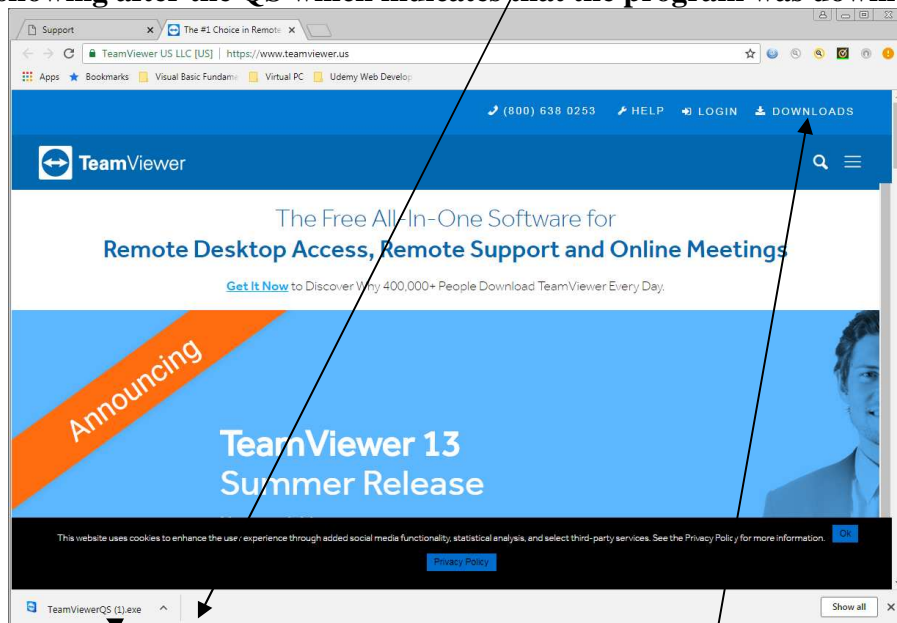 owing after the QS which indicates that the program was down
Support
The #1 Choice in Remote
TeamViewer US LLC [US] | https://www.teamviewer.us
Apps Bookmarks Visual Basic Fundame Virtual PC Udemy Web Develop
(800) 638 0253 HELP LOGIN DOWNLOADS
TeamViewer
The Free All-In-One Software for
Remote Desktop Access, Remote Support and Online Meetings
Get It Now to Discover Why 400,000+ People Download TeamViewer Every Day.
Announcing
TeamViewer 13
Summer Release
This website uses cookies to enhance the user experience through added social media functionality, statistical analysis, and select third-party services. See the Privacy Policy for more information. Ok
Privacy Policy
TeamViewerQS (1).exe
Show all